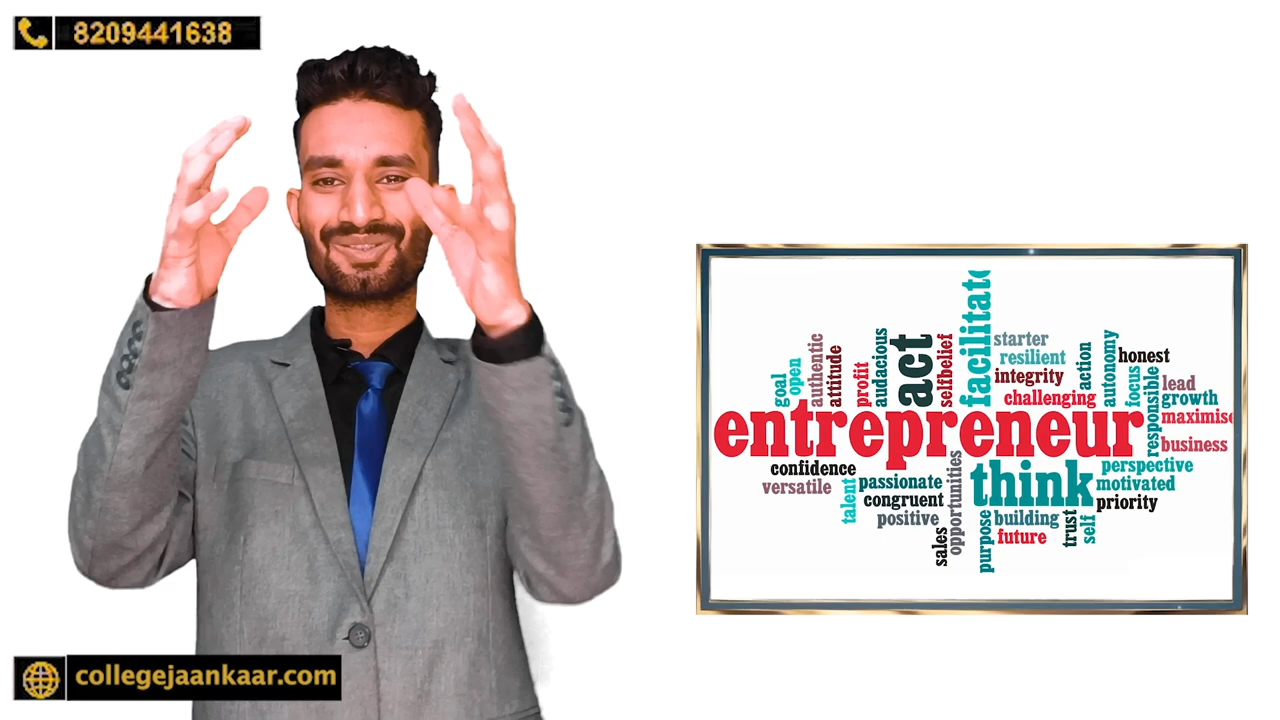 8209441638
facilitate
goal
open
authentic
attitude
profit
audacious
act
selfbelief
starter
resilient
integrity
challenging
action
autonomy
honest
focus
responsible
lead
growth
maximise
business
entrepreneur
confidence
versatile
talent
passionate
congruent
positive
sales
opportunities
think
purpose
building
future
trust
self
perspective
motivated
priority
collegejaankaar.com